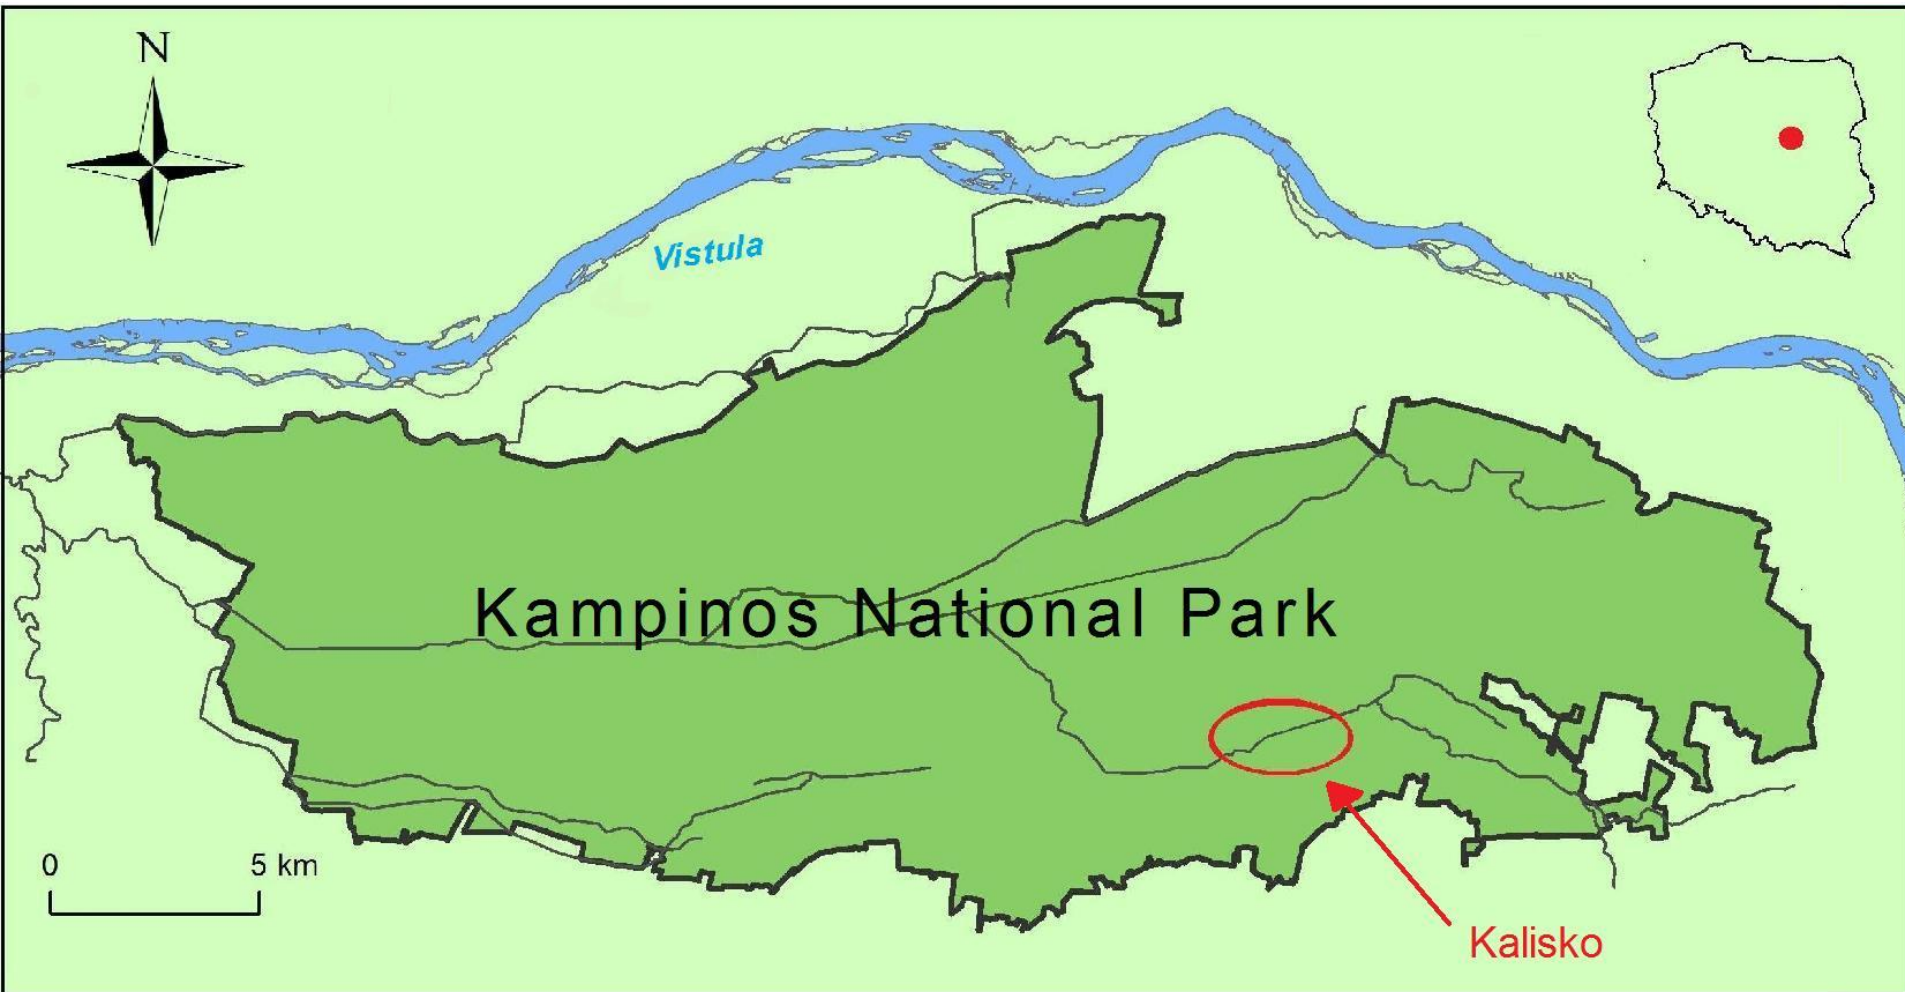 N
Vistula
Kampinos National Park
0 5 km
Kalisko